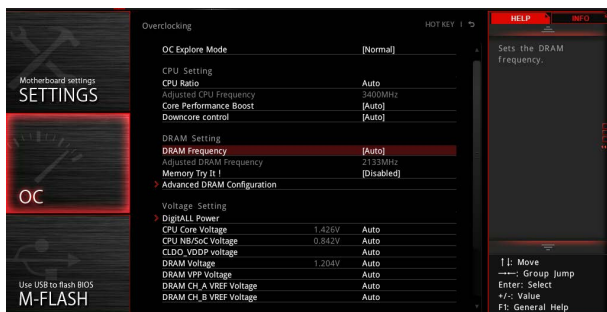 Overclocking
HOT KEY |
HELP
INFO
OC Explore Mode [Normal]
Sets the DRAM
frequency.
CPU Setting
CPU Ratio Auto
Adjusted CPU Frequency 3400MHz
Core Performance Boost [Auto]
Downcore control [Auto]
Motherboard settings
SETTINGS
DRAM Setting
DRAM Frequency [Auto]
Adjusted DRAM Frequency 2133MHz
Memory Try It ! [Disabled]
Advanced DRAM Configuration
OC
Voltage Setting
DigitALL Power
CPU Core Voltage 1.426V Auto
CPU NB/SoC Voltage 0.842V Auto
CLDO_VDDP voltage Auto
DRAM Voltage 1.204V Auto
DRAM VPP Voltage Auto
DRAM CH_A VREF Voltage Auto
DRAM CH_B VREF Voltage Auto
Use USB to flash BIOS
M-FLASH
↑↓: Move
→←: Group Jump
Enter: Select
+/-: Value
F1: General Help